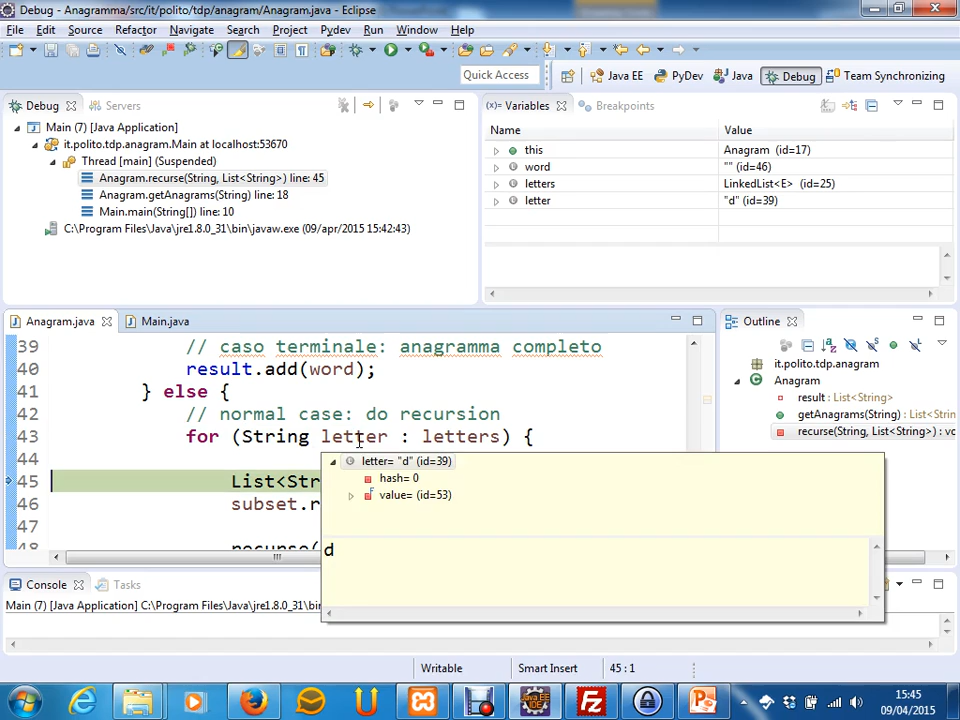 Debug - Anagramma/src/it/polito/tdp/anagram/Anagram.java - Eclipse
File Edit Source Refactor Navigate Search Project Pydev Run Window Help
Quick Access
Java EE PyDev Java Debug Team Synchronizing
Debug Servers
Main (7) [Java Application]
it.polito.tdp.anagram.Main at localhost:53670
Thread [main] (Suspended)
Anagram.recurse(String, List<String>) line: 45
Anagram.getAnagrams(String) line: 18
Main.main(String[]) line: 10
C:\Program Files\Java\jre1.8.0_31\bin\javaw.exe (09/apr/2015 15:42:43)
(x)= Variables Breakpoints
Name Value
this Anagram (id=17)
word "" (id=46)
letters LinkedList<E> (id=25)
letter "d" (id=39)
Anagram.java Main.java
39 // caso terminale: anagramma completo
40 result.add(word);
41 } else {
42 // normal case: do recursion
43 for (String letter : letters) {
44
45 List<Str
46 subset.r
47
48 recurse(
letter= "d" (id=39)
hash= 0
value= (id=53)
d
Outline
it.polito.tdp.anagram
Anagram
result : List<String>
getAnagrams(String) : List<Strin
recurse(String, List<String>) : vo
Console Tasks
Main (7) [Java Application] C:\Program Files\Java\jre1.8.0_31\bi
Writable Smart Insert 45 : 1
15:45
09/04/2015